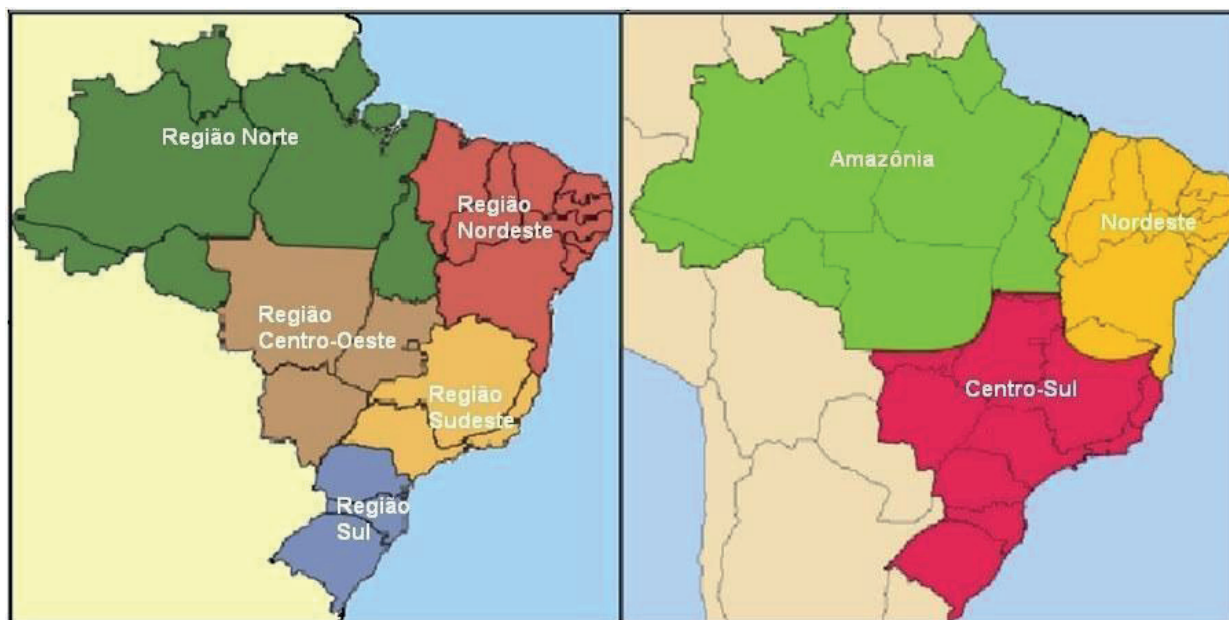 Região Norte
Região
Nordeste
Região
Centro-Oeste
Região
Sudeste
Região
Sul
Amazônia
Nordeste
Centro-Sul